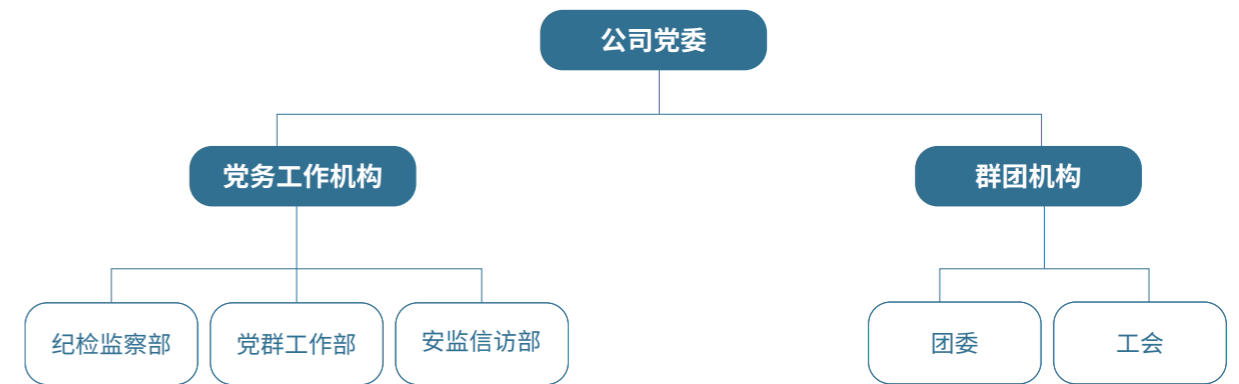 公司党委
党务工作机构
群团机构
纪检监察部
党群工作部
安监信访部
团委
工会